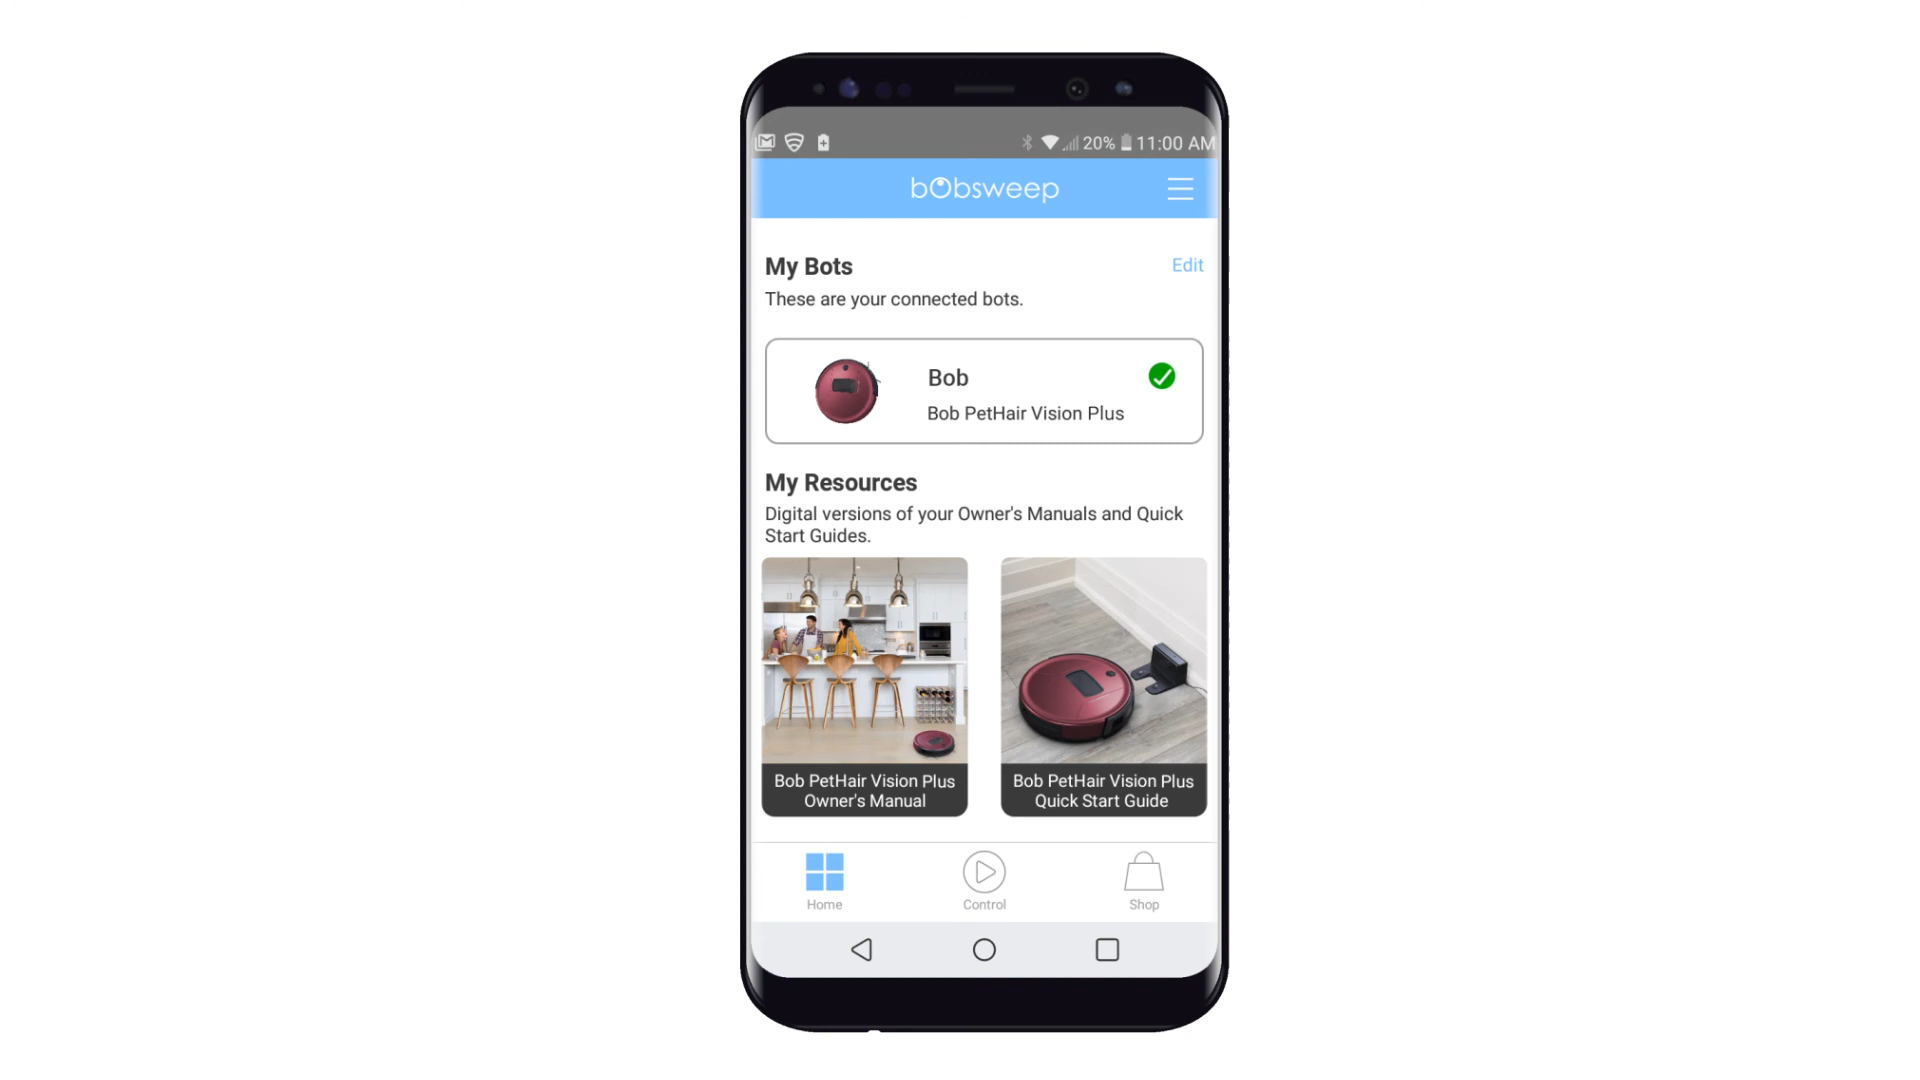 20% 11:00 AM
bobsweep
My Bots
Edit
These are your connected bots.
Bob
Bob PetHair Vision Plus
My Resources
Digital versions of your Owner's Manuals and Quick
Start Guides.
Bob PetHair Vision Plus
Owner's Manual
Bob PetHair Vision Plus
Quick Start Guide
Home
Control
Shop